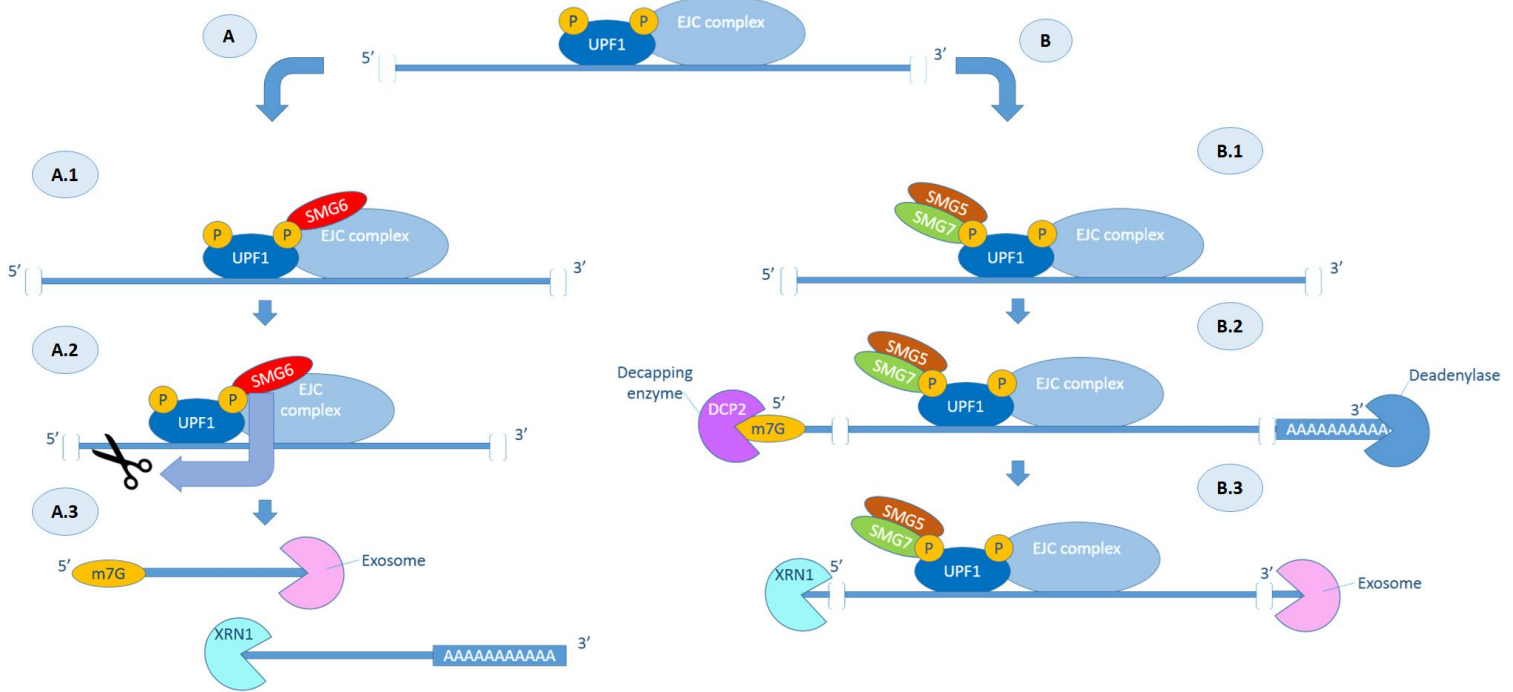 A
P
P
EJC complex
UPF1
5′
3′
B
A.1
SMG6
P
P
EJC complex
UPF1
5′
3′
B.1
SMG5
SMG7
P
P
EJC complex
UPF1
5′
3′
A.2
SMG6
P
P
EJC
complex
UPF1
5′
3′
B.2
SMG5
SMG7
P
P
EJC complex
UPF1
Decapping
enzyme
DCP2
5′
m7G
3′
AAAAAAAAAA
Deadenylase
A.3
5′
m7G
Exosome
XRN1
AAAAAAAAAAA
3′
B.3
SMG5
SMG7
P
P
EJC complex
UPF1
XRN1
5′
3′
Exosome